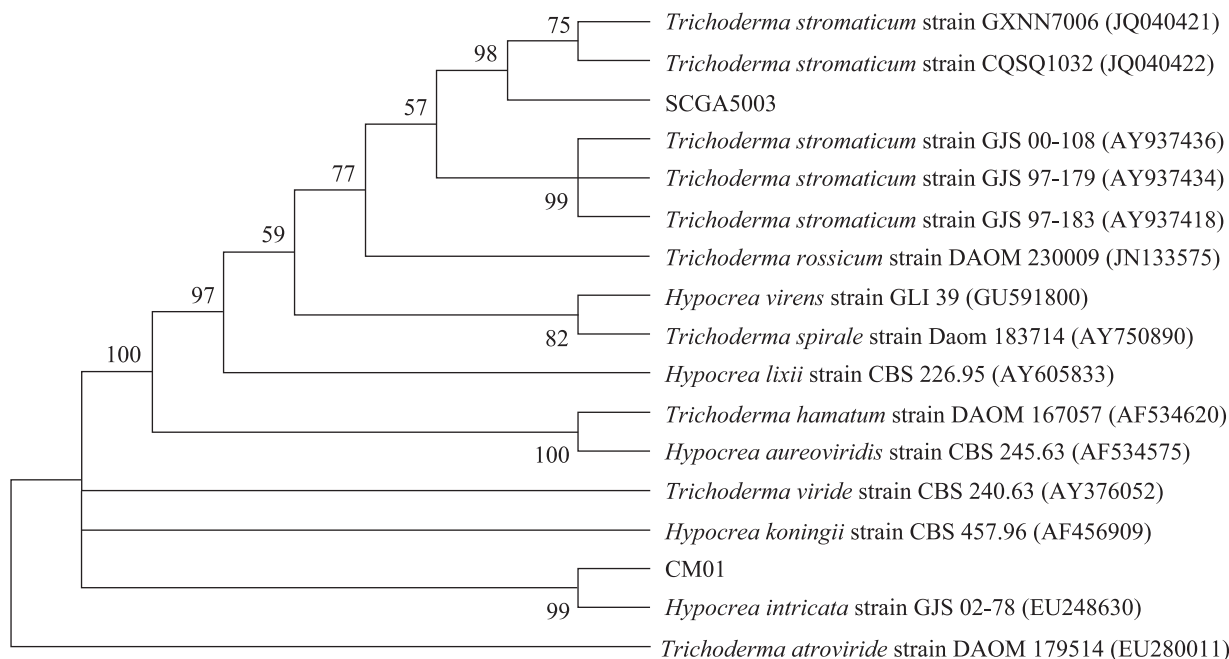 75
Trichoderma stromaticum strain GXNN7006 (JQ040421)
98
Trichoderma stromaticum strain CQSQ1032 (JQ040422)
57
SCGA5003
Trichoderma stromaticum strain GJS 00-108 (AY937436)
77
Trichoderma stromaticum strain GJS 97-179 (AY937434)
99
Trichoderma stromaticum strain GJS 97-183 (AY937418)
59
Trichoderma rossicum strain DAOM 230009 (JN133575)
97
Hypocrea virens strain GLI 39 (GU591800)
82
Trichoderma spirale strain Daom 183714 (AY750890)
100
Hypocrea lixii strain CBS 226.95 (AY605833)
Trichoderma hamatum strain DAOM 167057 (AF534620)
100
Hypocrea aureoviridis strain CBS 245.63 (AF534575)
Trichoderma viride strain CBS 240.63 (AY376052)
Hypocrea koningii strain CBS 457.96 (AF456909)
CM01
99
Hypocrea intricata strain GJS 02-78 (EU248630)
Trichoderma atroviride strain DAOM 179514 (EU280011)